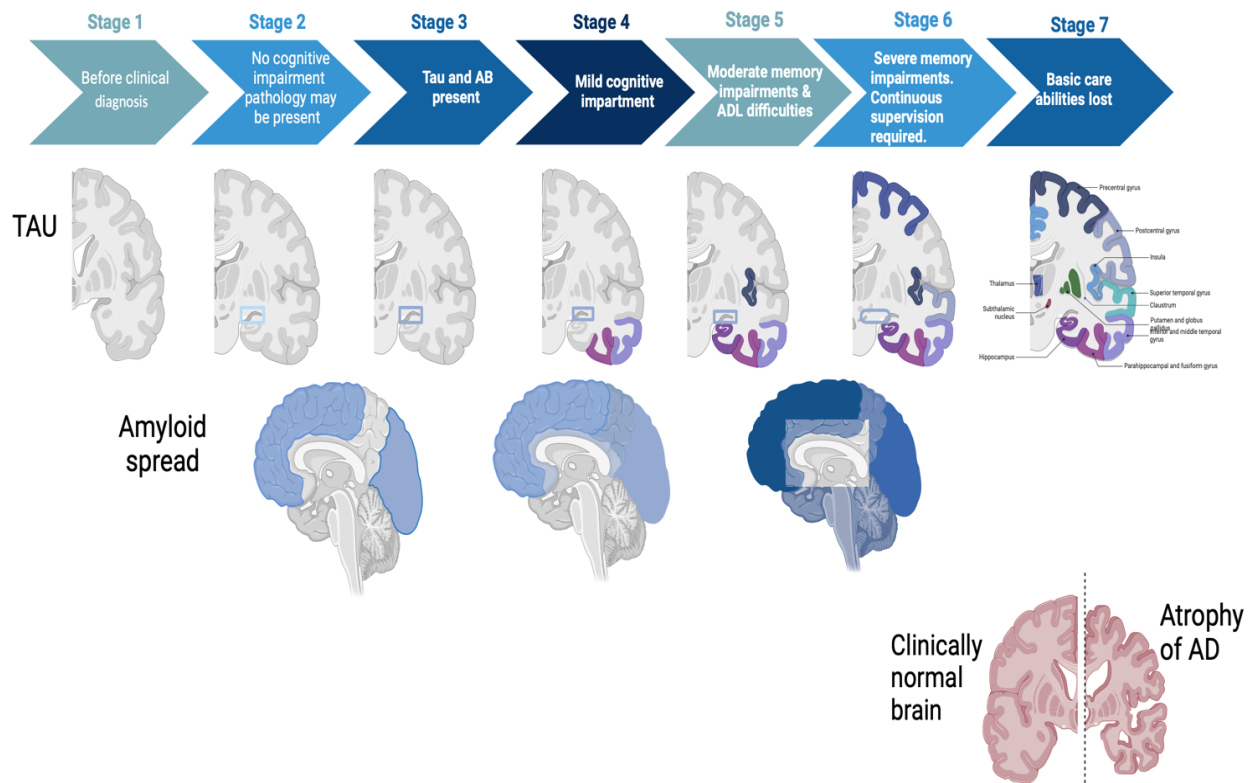 Stage 1
Stage 2
Stage 3
Stage 4
Stage 5
Stage 6
Stage 7
Before clinical
diagnosis
No cognitive
impairment
pathology may
be present
Tau and AB
present
Mild cognitive
impartment
Moderate memory
impairments &
ADL difficulties
Severe memory
impairments.
Continuous
supervision
required.
Basic care
abilities lost
TAU
Precentral gyrus
Postcentral gyrus
Insula
Thalamus
Superior temporal gyrus
Claustrum
Subthalamic
nucleus
Putamen and globus
pallidus
Inferior and middle temporal
gyrus
Hippocampus
Parahippocampal and fusiform gyrus
Amyloid
spread
Clinically
normal
brain
Atrophy
of AD